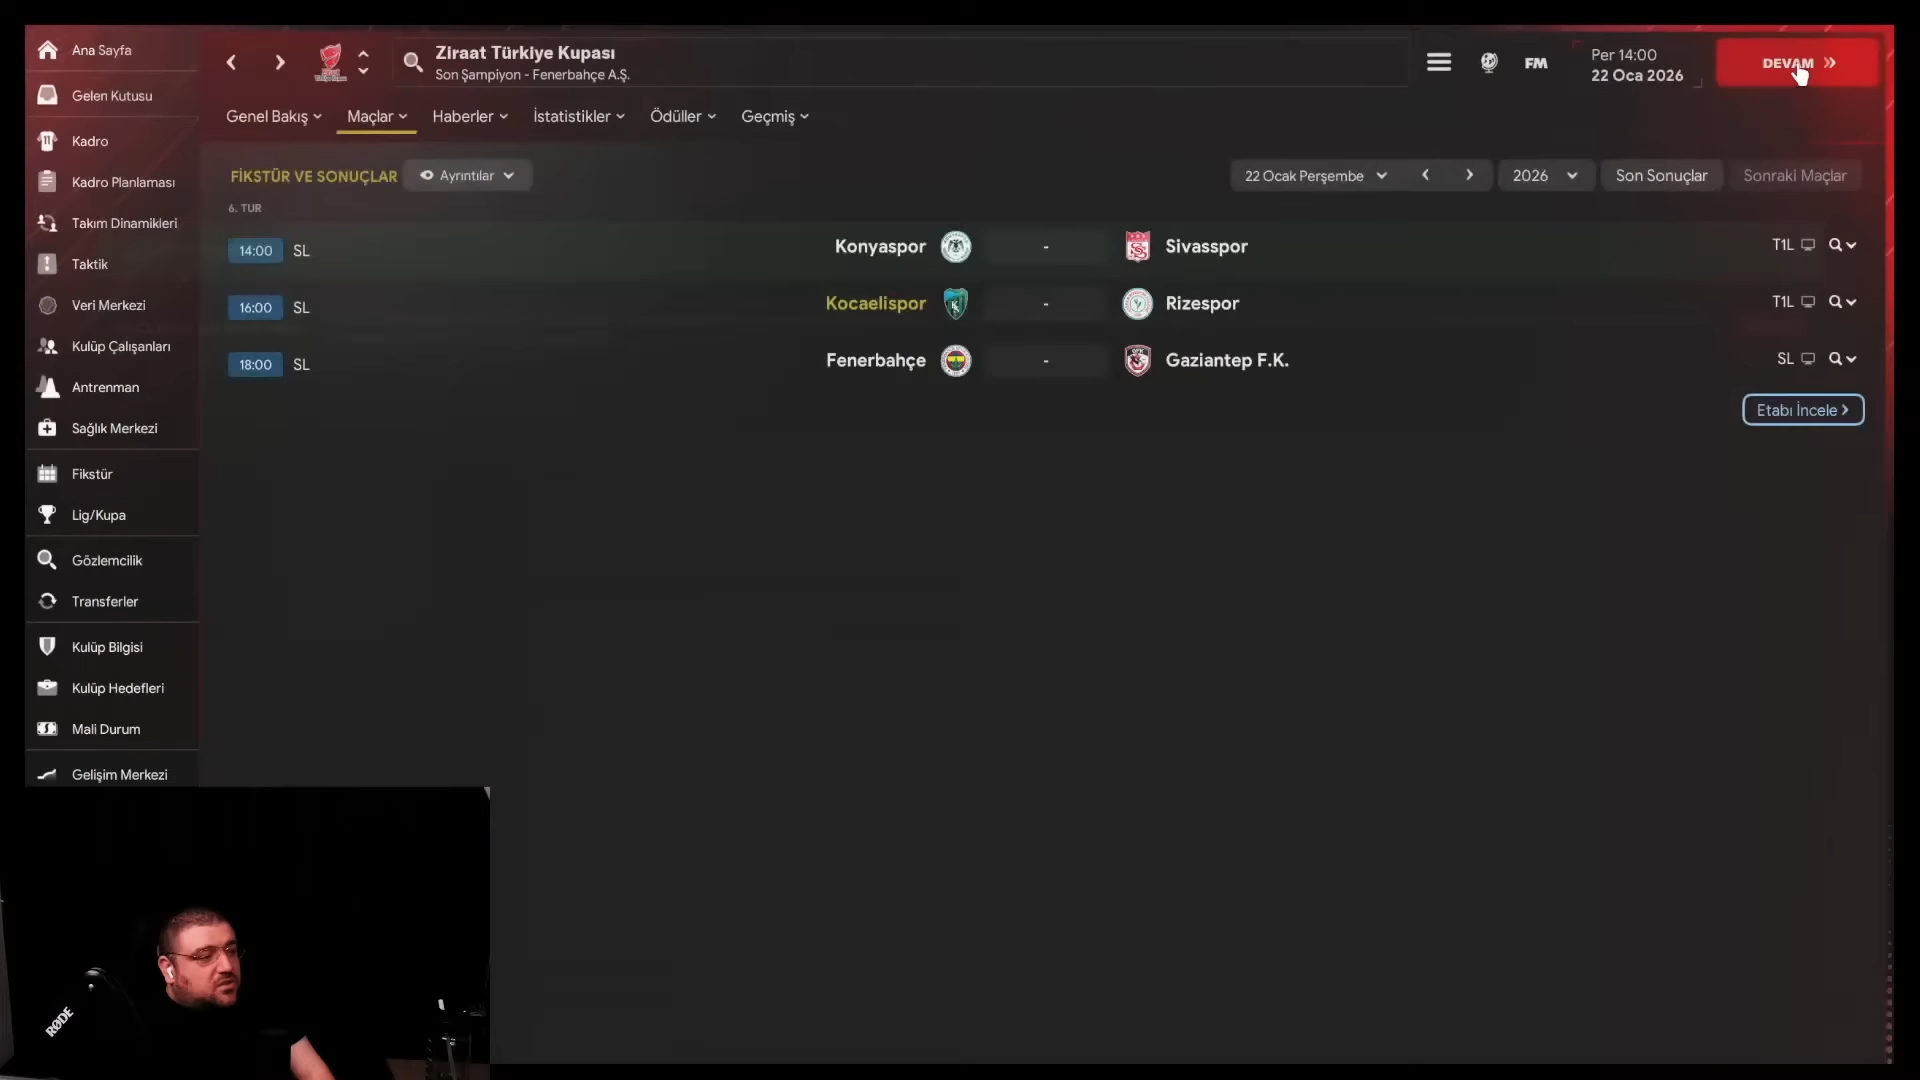 Ana Sayfa
Gelen Kutusu
Kadro
Kadro Planlaması
Takım Dinamikleri
Taktik
Veri Merkezi
Kulüp Çalışanları
Antrenman
Sağlık Merkezi
Fikstür
Lig/Kupa
Gözlemcilik
Transferler
Kulüp Bilgisi
Kulüp Hedefleri
Mali Durum
Gelişim Merkezi
Ziraat Türkiye Kupası
Son Şampiyon - Fenerbahçe A.Ş.
FM
Per 14:00
22 Oca 2026
DEVAM
Genel Bakış Maçlar Haberler İstatistikler Ödüller Geçmiş
FİKSTÜR VE SONUÇLAR Ayrıntılar 22 Ocak Perşembe 2026 Son Sonuçlar Sonraki Maçlar
6. TUR
14:00 SL Konyaspor - Sivasspor T1L
16:00 SL Kocaelispor - Rizespor T1L
18:00 SL Fenerbahçe - Gaziantep F.K. SL
Etabı İncele
RØDE